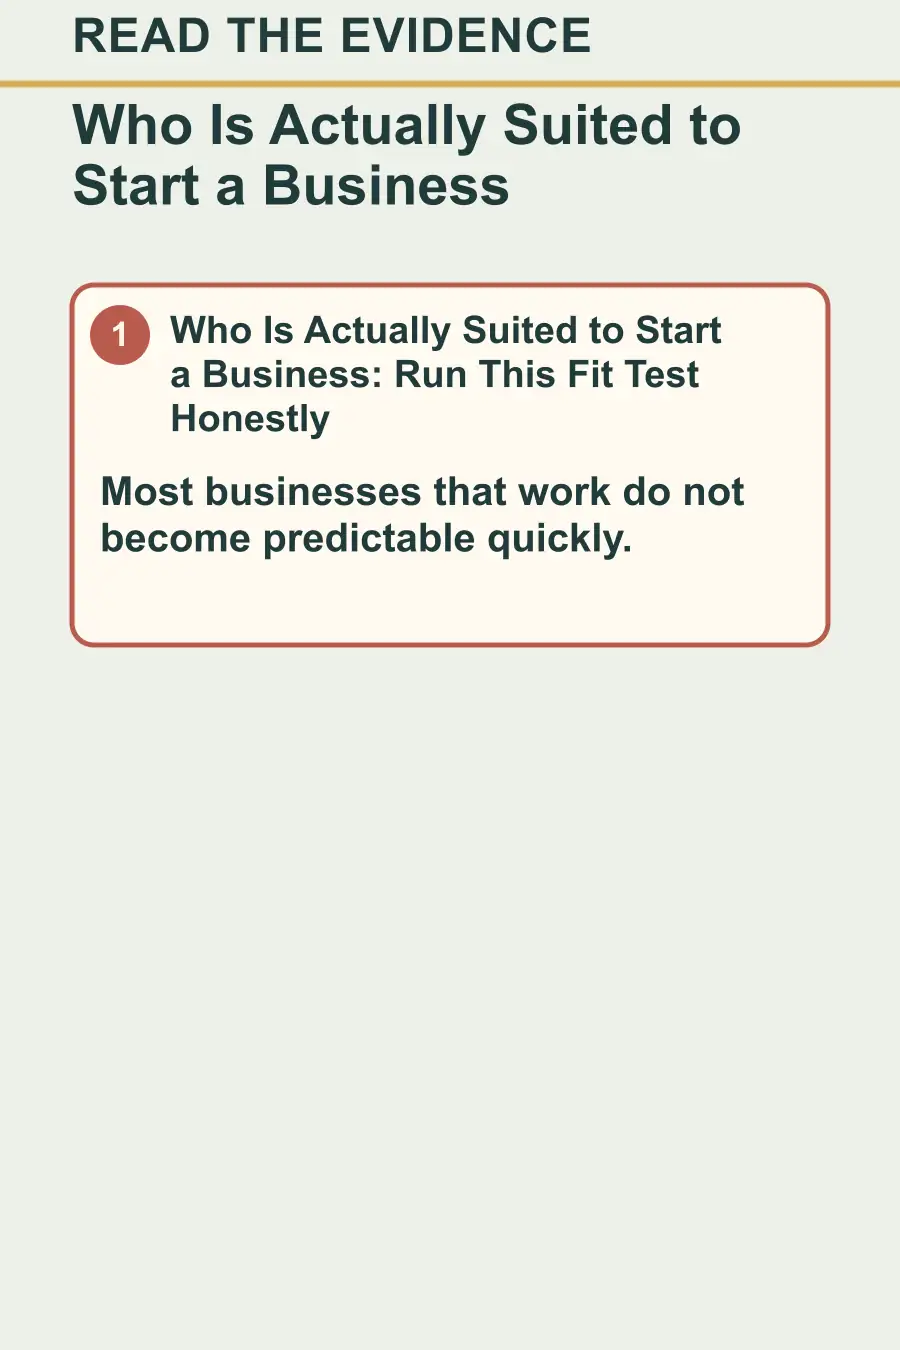 READ THE EVIDENCE
Who Is Actually Suited to
Start a Business
1
Who Is Actually Suited to Start
a Business: Run This Fit Test
Honestly
Most businesses that work do not
become predictable quickly.